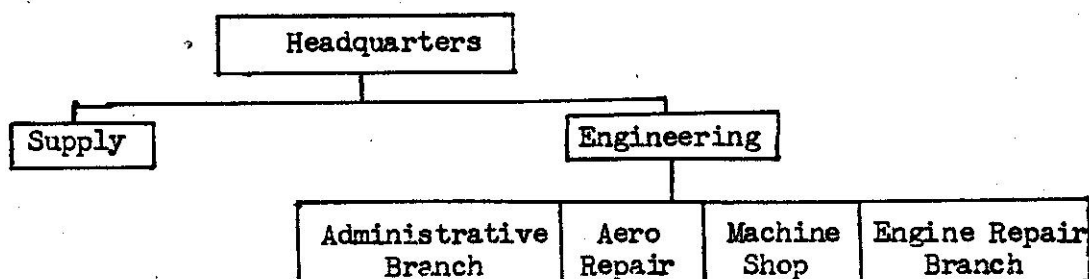 Headquarters
Supply
Engineering
Administrative Branch
Aero Repair
Machine Shop
Engine Repair Branch